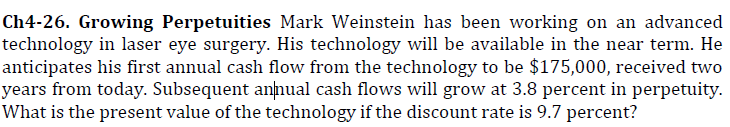 Ch4-26. Growing Perpetuities Mark Weinstein has been working on an advanced
technology in laser eye surgery. His technology will be available in the near term. He
anticipates his first annual cash flow from the technology to be $175,000, received two
years from today. Subsequent annual cash flows will grow at 3.8 percent in perpetuity.
What is the present value of the technology if the discount rate is 9.7 percent?